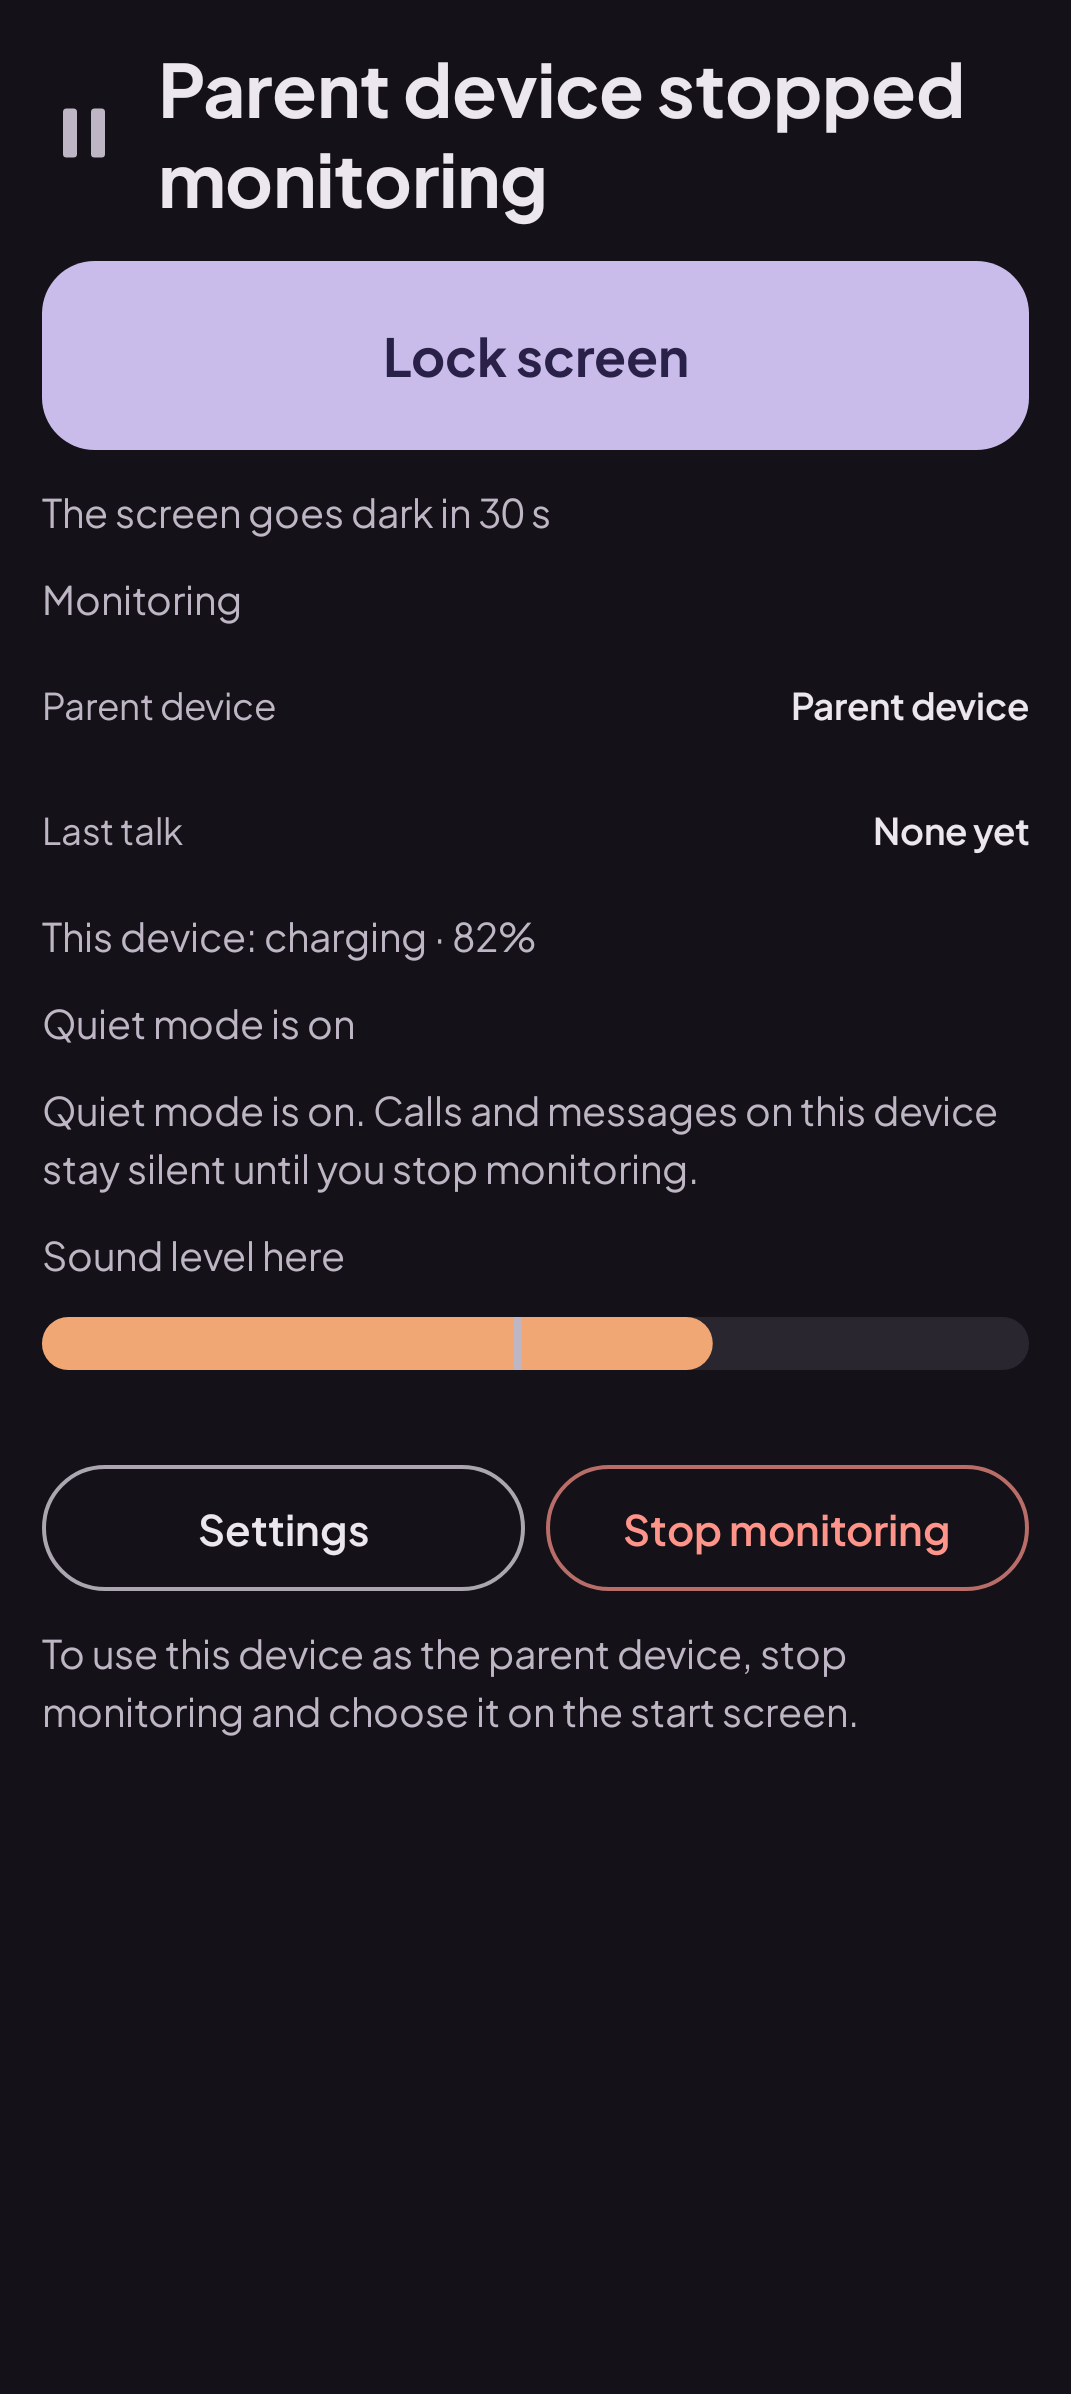 Parent device stopped
monitoring
Lock screen
The screen goes dark in 30 s
Monitoring
Parent device Parent device
Last talk None yet
This device: charging · 82%
Quiet mode is on
Quiet mode is on. Calls and messages on this device
stay silent until you stop monitoring.
Sound level here
Settings Stop monitoring
To use this device as the parent device, stop
monitoring and choose it on the start screen.